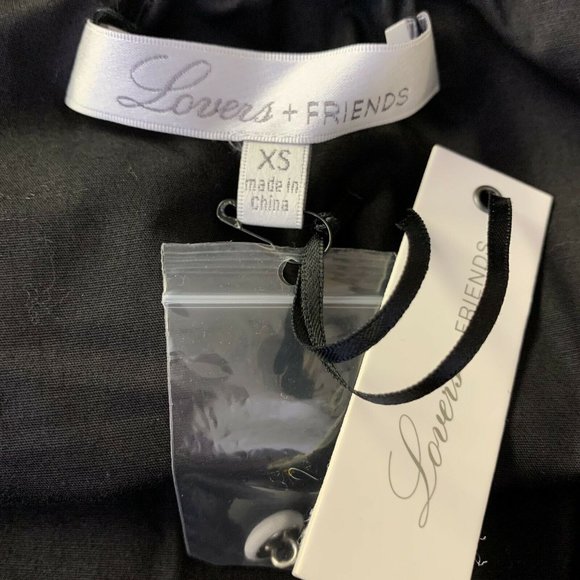 Lovers + FRIENDS
XS
made in
China
Lovers FRIENDS